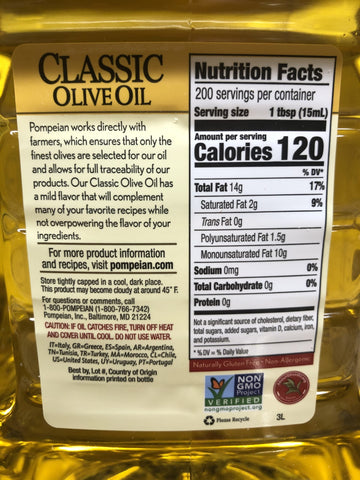 CLASSIC
OLIVE OIL
Pompeian works directly with
farmers, which ensures that only the
finest olives are selected for our oil
and allows for full traceability of our
products. Our Classic Olive Oil has
a mild flavor that will complement
many of your favorite recipes while
not overpowering the flavor of your
ingredients.
For more product information
and recipes, visit pompeian.com.
Store tightly capped in a cool, dark place.
This product may become cloudy at around 45° F.
For questions or comments, call
1-800-POMPEIAN (1-800-766-7342)
Pompeian, Inc., Baltimore, MD 21224
CAUTION: IF OIL CATCHES FIRE, TURN OFF HEAT
AND COVER UNTIL COOL. DO NOT USE WATER.
IT=Italy, GR=Greece, ES=Spain, AR=Argentina,
TN=Tunisia, TR=Turkey, MA=Morocco, CL=Chile,
US=United States, UY=Uruguay, PT=Portugal
Best by, Lot #, Country of Origin
information printed on bottle
Nutrition Facts
200 servings per container
Serving size 1 tbsp (15mL)
Amount per serving
Calories 120
% DV*
Total Fat 14g 17%
Saturated Fat 2g 9%
Trans Fat 0g
Polyunsaturated Fat 1.5g
Monounsaturated Fat 10g
Sodium 0mg 0%
Total Carbohydrate 0g 0%
Protein 0g
Not a significant source of cholesterol, dietary fiber,
total sugars, added sugars, vitamin D, calcium, iron,
and potassium.
* % DV = % Daily Value
Naturally Gluten Free • Non-Allergenic
NON
GMO
Project
VERIFIED
nongmoproject.org
Please Recycle
3L